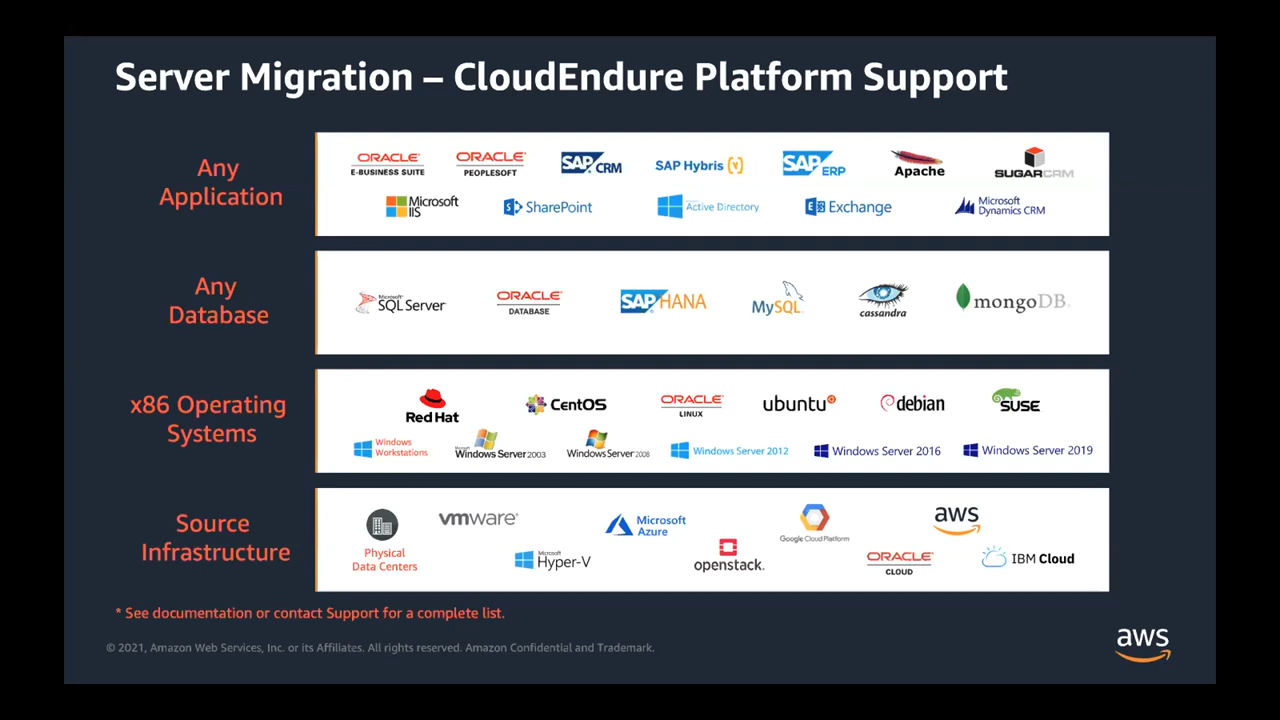 Server Migration – CloudEndure Platform Support
Any
Application
ORACLE
E-BUSINESS SUITE
ORACLE
PEOPLESOFT
SAP CRM
SAP Hybris (y)
SAP ERP
Apache
SUGARCRM
Microsoft
IIS
SharePoint
Active Directory
Exchange
Microsoft
Dynamics CRM
Any
Database
Microsoft
SQL Server
ORACLE
DATABASE
SAP HANA
MySQL
cassandra
mongoDB
x86 Operating
Systems
Red Hat
CentOS
ORACLE
LINUX
ubuntu
debian
SUSE
Windows
Workstations
Windows Server 2003
Windows Server 2008
Windows Server 2012
Windows Server 2016
Windows Server 2019
Source
Infrastructure
Physical
Data Centers
vmware
Microsoft
Hyper-V
Microsoft
Azure
openstack.
Google Cloud Platform
ORACLE
CLOUD
aws
IBM Cloud
* See documentation or contact Support for a complete list.
© 2021, Amazon Web Services, Inc. or its Affiliates. All rights reserved. Amazon Confidential and Trademark.
aws